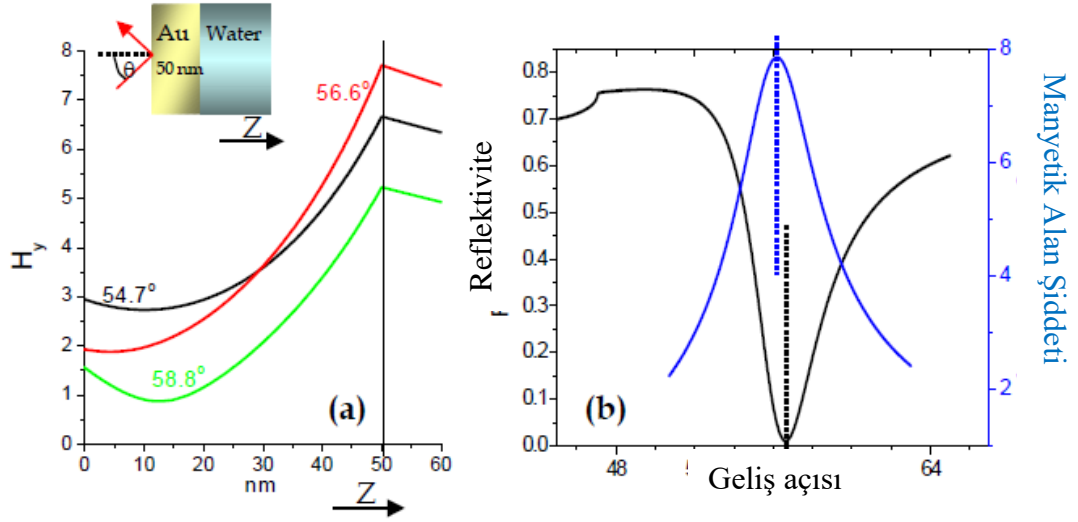 Au Water
50 nm
θ
Z
8
7
6
5
4
3
2
1
0
H_y
56.6°
54.7°
58.8°
(a)
0 10 20 30 40 50 60
nm
Z
Reflektivite
0.8
0.7
0.6
0.5
0.4
0.3
0.2
0.1
0.0
(b)
48 64
Geliş açısı
8
6
4
2
Manyetik Alan Şiddeti